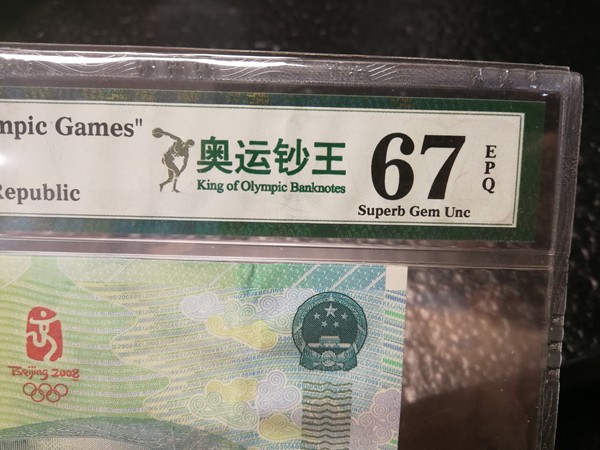 mpic Games"
Republic
奥运钞王
King of Olympic Banknotes
67
EPQ
Superb Gem Unc
Beijing 2008